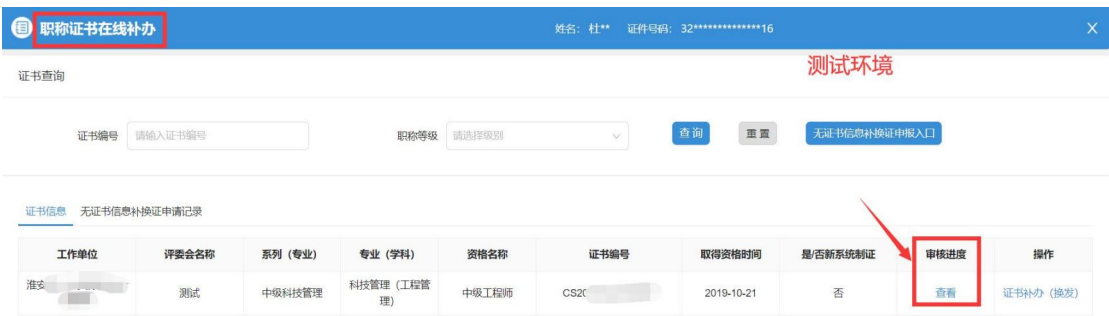 职称证书在线补办
姓名：杜** 证件号码：32**************16
X
测试环境
证书查询
证书编号 请输入证书编号 职称等级 请选择级别 查询 重置 无证书信息补换证申报入口
证书信息 无证书信息补换证申请记录
工作单位 评委会名称 系列（专业） 专业（学科） 资格名称 证书编号 取得资格时间 是/否新系统制证 审核进度 操作
淮安 测试 中级科技管理 科技管理（工程管 中级工程师 CS20 2019-10-21 否 查看 证书补办（换发）
理）